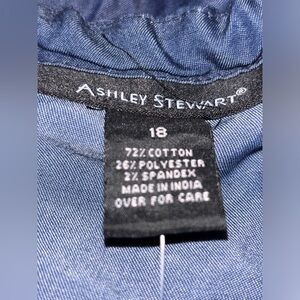 ASHLEY STEWART®
18
72% COTTON
26% POLYESTER
2% SPANDEX
MADE IN INDIA
OVER FOR CARE